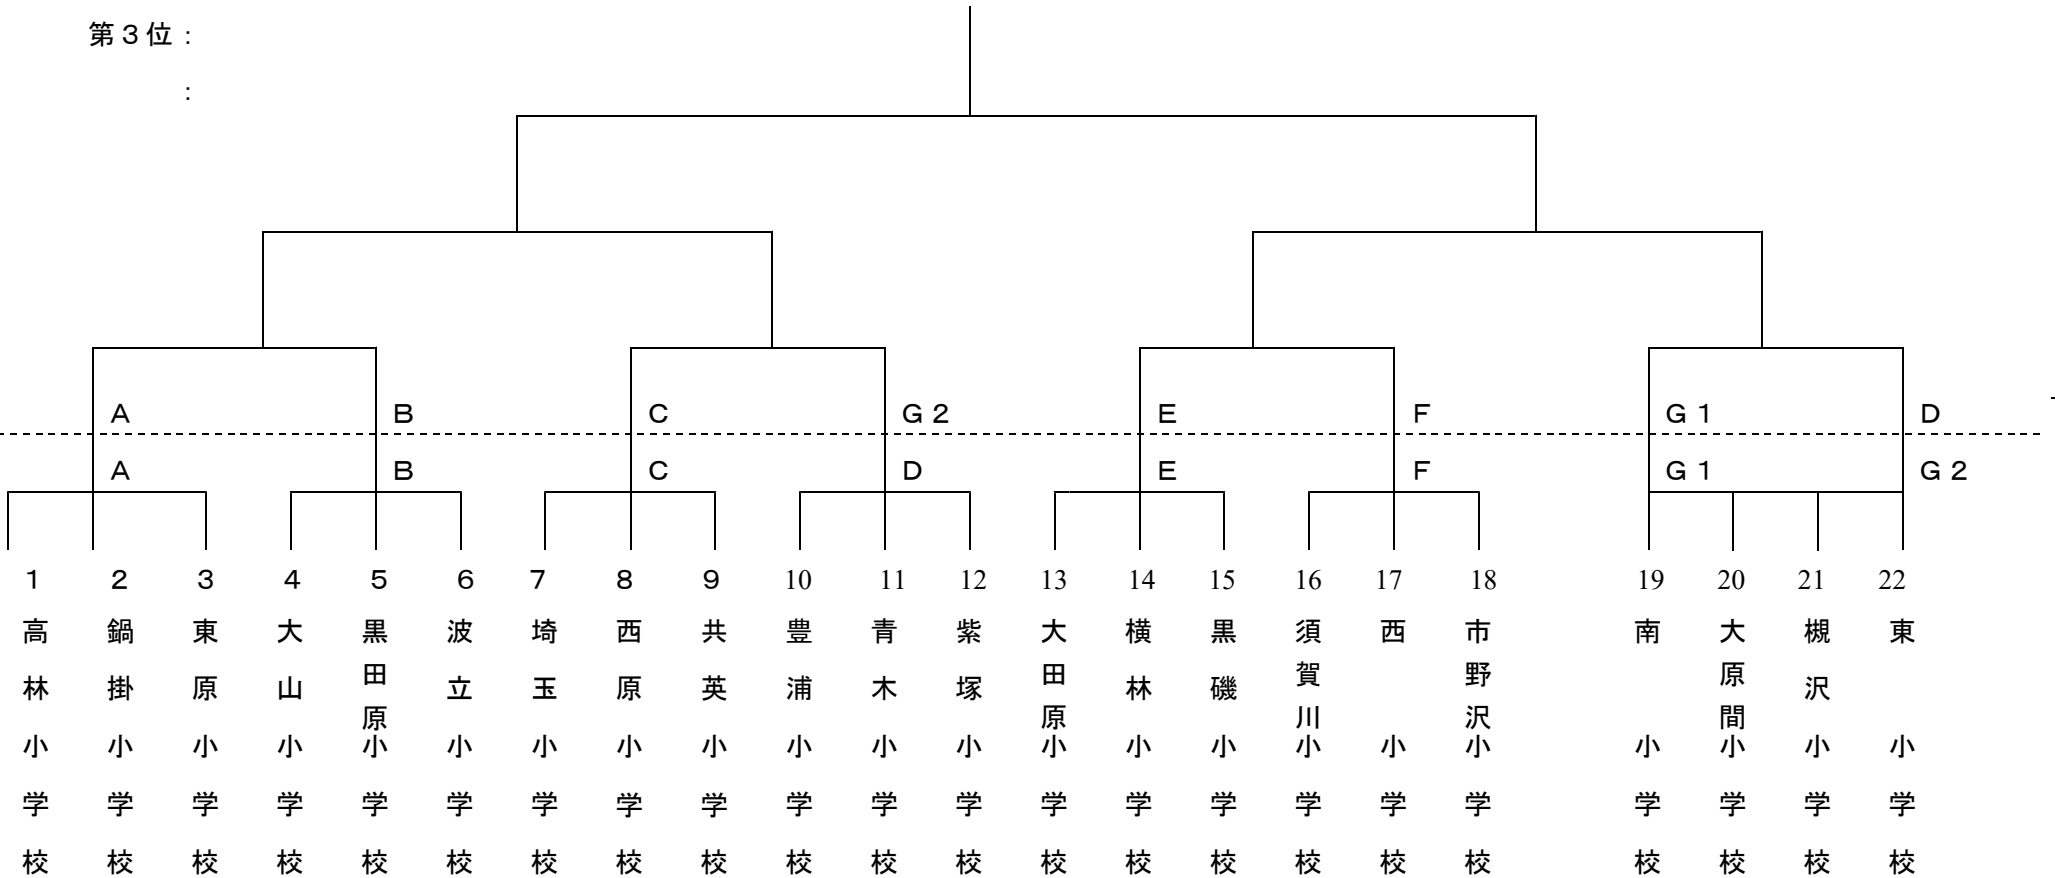 第３位：
：
Ａ Ｂ Ｃ Ｇ２ Ｅ Ｆ Ｇ１ Ｄ
Ａ Ｂ Ｃ Ｄ Ｅ Ｆ Ｇ１ Ｇ２
１ ２ ３ ４ ５ ６ ７ ８ ９ 10 11 12 13 14 15 16 17 18 19 20 21 22
高林小学校
鍋掛小学校
東原小学校
大山小学校
黒田原小学校
波立小学校
埼玉小学校
西原小学校
共英小学校
豊浦小学校
青木小学校
紫塚小学校
大田原小学校
横林小学校
黒磯小学校
須賀川小学校
西小学校
市野沢小学校
南小学校
大原間小学校
槻沢小学校
東小学校